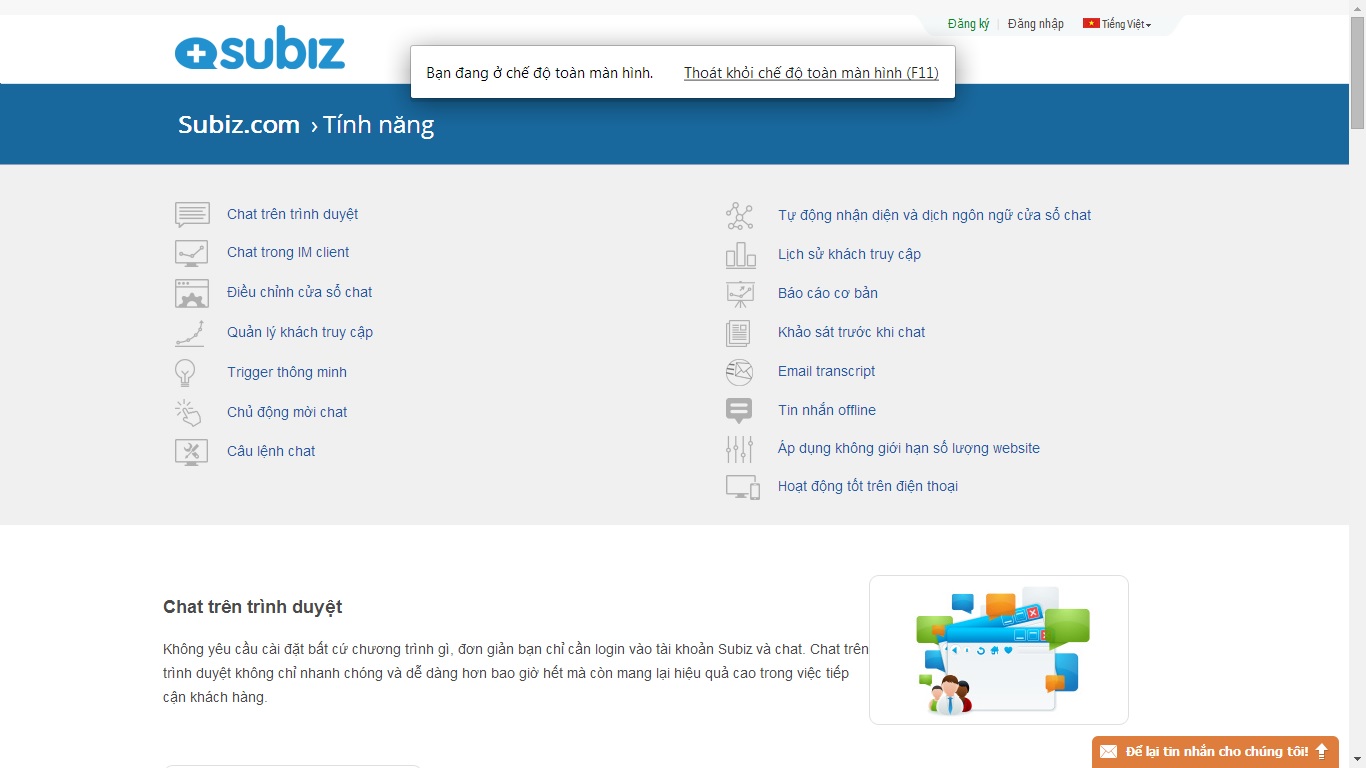 Đăng ký
Đăng nhập
Tiếng Việt
subiz
Bạn đang ở chế độ toàn màn hình. Thoát khỏi chế độ toàn màn hình (F11)
Subiz.com › Tính năng
Chat trên trình duyệt
Chat trong IM client
Điều chỉnh cửa sổ chat
Quản lý khách truy cập
Trigger thông minh
Chủ động mời chat
Câu lệnh chat
Tự động nhận diện và dịch ngôn ngữ cửa sổ chat
Lịch sử khách truy cập
Báo cáo cơ bản
Khảo sát trước khi chat
Email transcript
Tin nhắn offline
Áp dụng không giới hạn số lượng website
Hoạt động tốt trên điện thoại
Chat trên trình duyệt
Không yêu cầu cài đặt bất cứ chương trình gì, đơn giản bạn chỉ cần login vào tài khoản Subiz và chat. Chat trên
trình duyệt không chỉ nhanh chóng và dễ dàng hơn bao giờ hết mà còn mang lại hiệu quả cao trong việc tiếp
cận khách hàng.
Để lại tin nhắn cho chúng tôi!